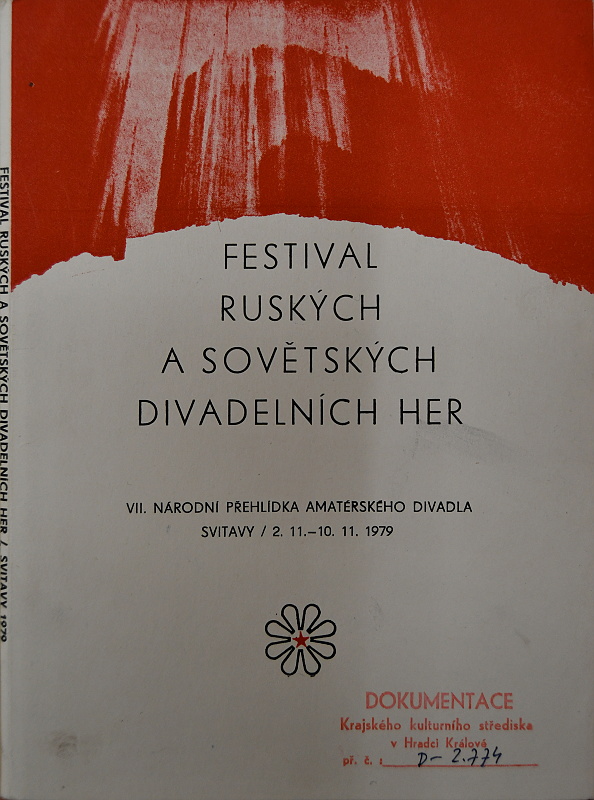 FESTIVAL
RUSKÝCH
A SOVĚTSKÝCH
DIVADELNÍCH HER
VII. NÁRODNÍ PŘEHLÍDKA AMATÉRSKÉHO DIVADLA
SVITAVY / 2. 11.–10. 11. 1979
DOKUMENTACE
Krajského kulturního střediska
v Hradci Králové
př. č. : D- 2.774
FESTIVAL RUSKÝCH A SOVĚTSKÝCH DIVADELNÍCH HER / SVITAVY 1979